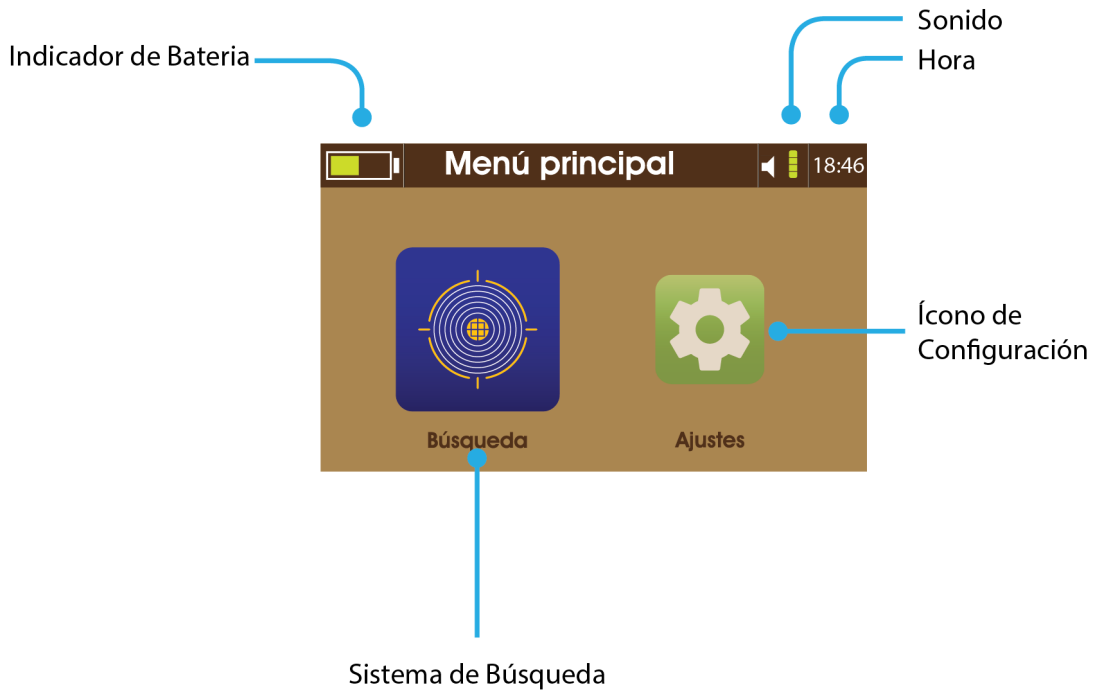 Sonido
Indicador de Bateria
Hora
Menú principal
18:46
Ícono de
Configuración
Búsqueda
Ajustes
Sistema de Búsqueda